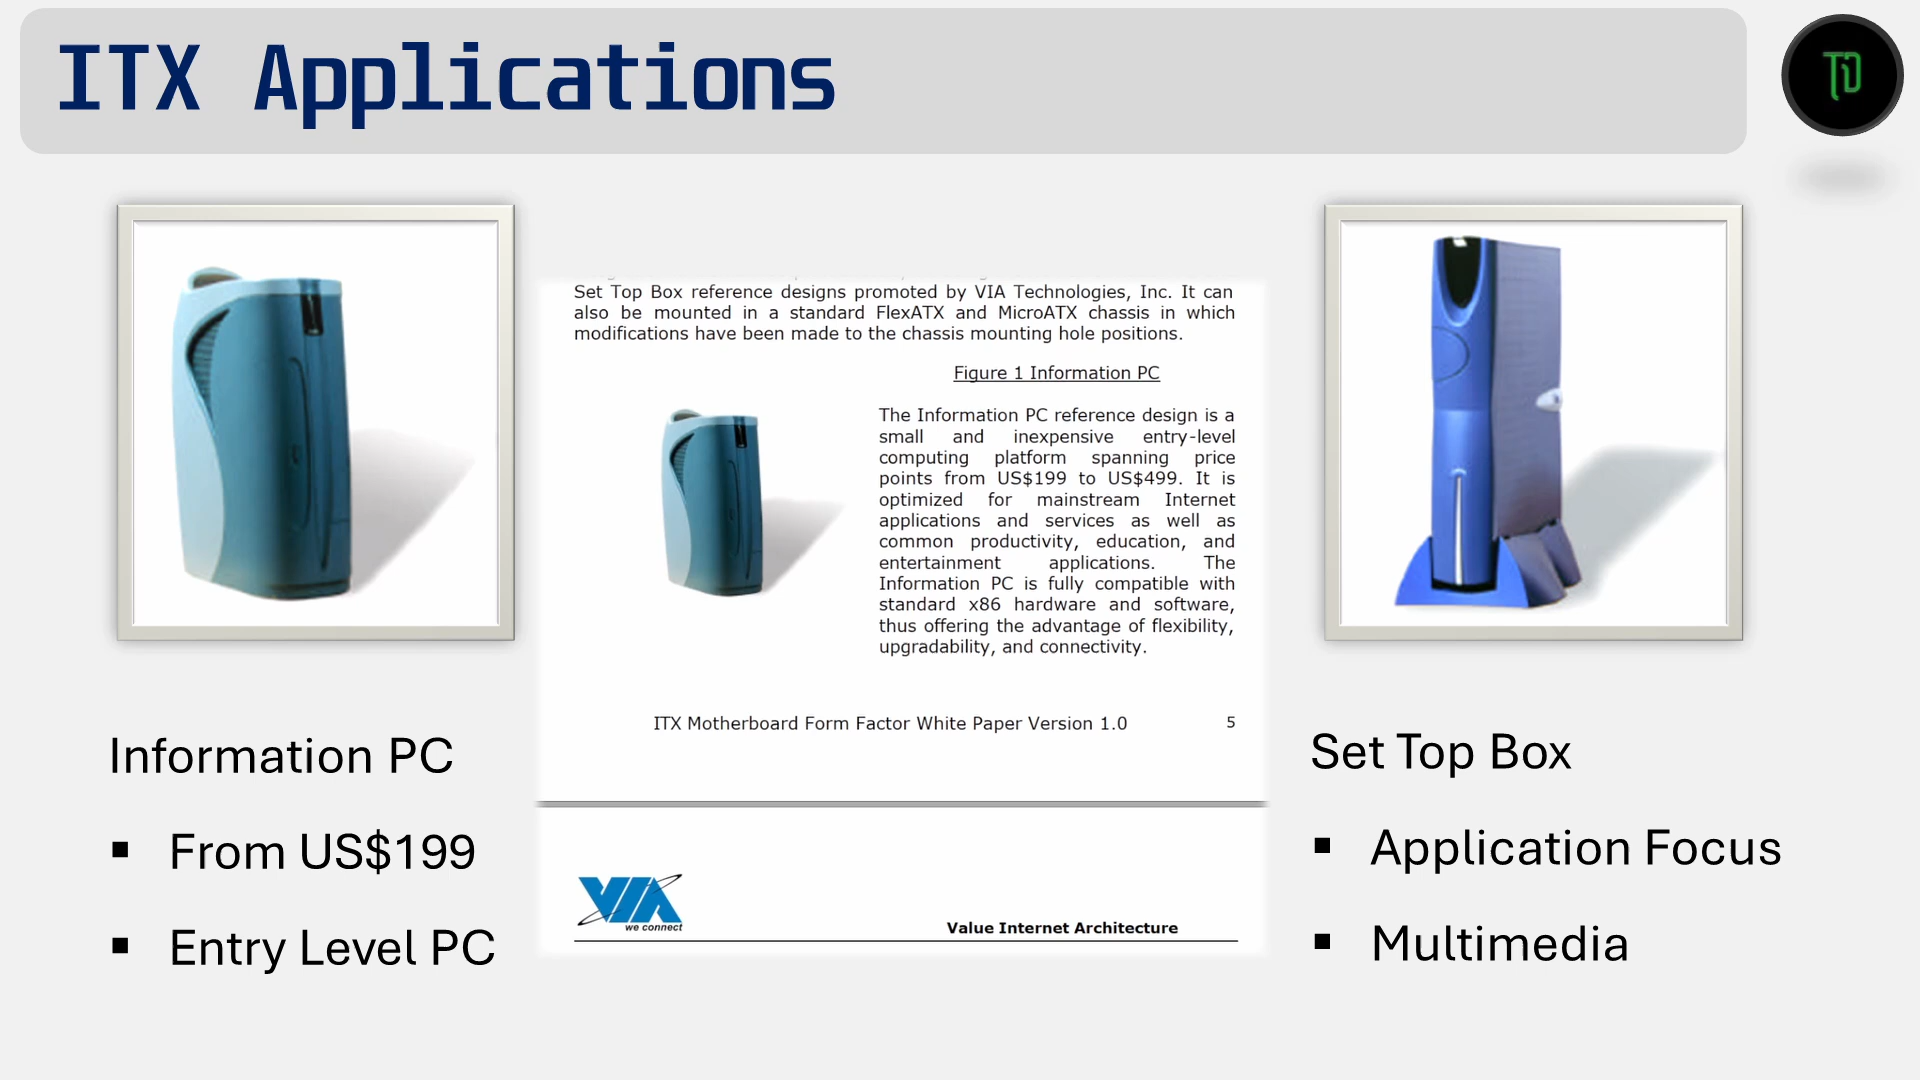 ITX Applications
TD
Set Top Box reference designs promoted by VIA Technologies, Inc. It can
also be mounted in a standard FlexATX and MicroATX chassis in which
modifications have been made to the chassis mounting hole positions.
Figure 1 Information PC
The Information PC reference design is a
small and inexpensive entry-level
computing platform spanning price
points from US$199 to US$499. It is
optimized for mainstream Internet
applications and services as well as
common productivity, education, and
entertainment applications. The
Information PC is fully compatible with
standard x86 hardware and software,
thus offering the advantage of flexibility,
upgradability, and connectivity.
ITX Motherboard Form Factor White Paper Version 1.0 5
VIA
we connect
Value Internet Architecture
Information PC
▪ From US$199
▪ Entry Level PC
Set Top Box
▪ Application Focus
▪ Multimedia